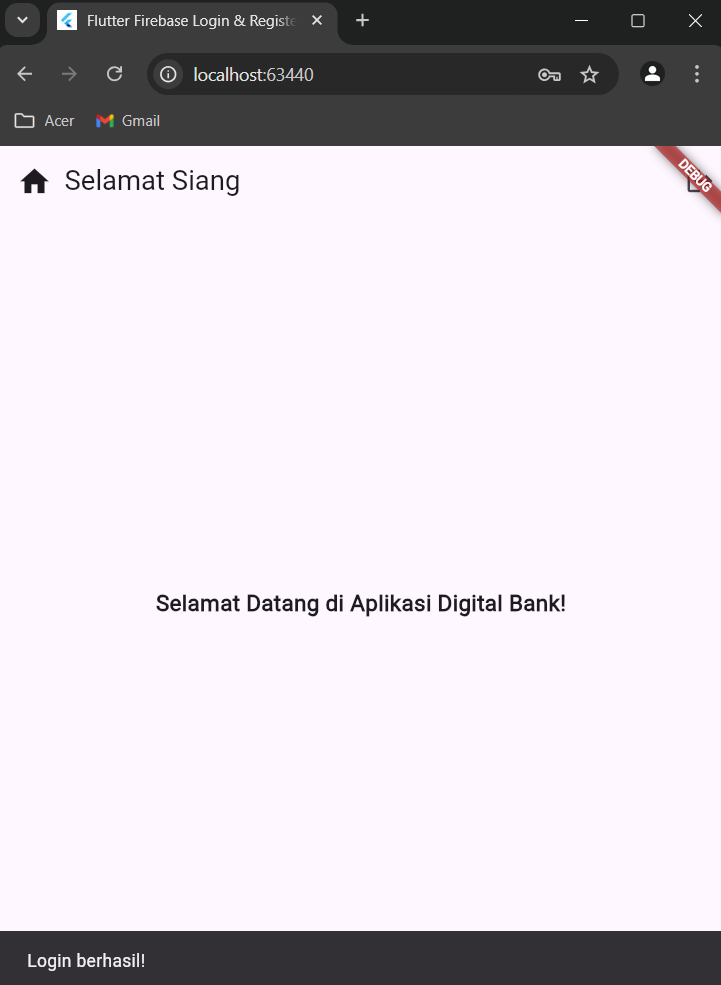 Flutter Firebase Login & Registe
localhost:63440
Acer
Gmail
Selamat Siang
DEBUG
Selamat Datang di Aplikasi Digital Bank!
Login berhasil!